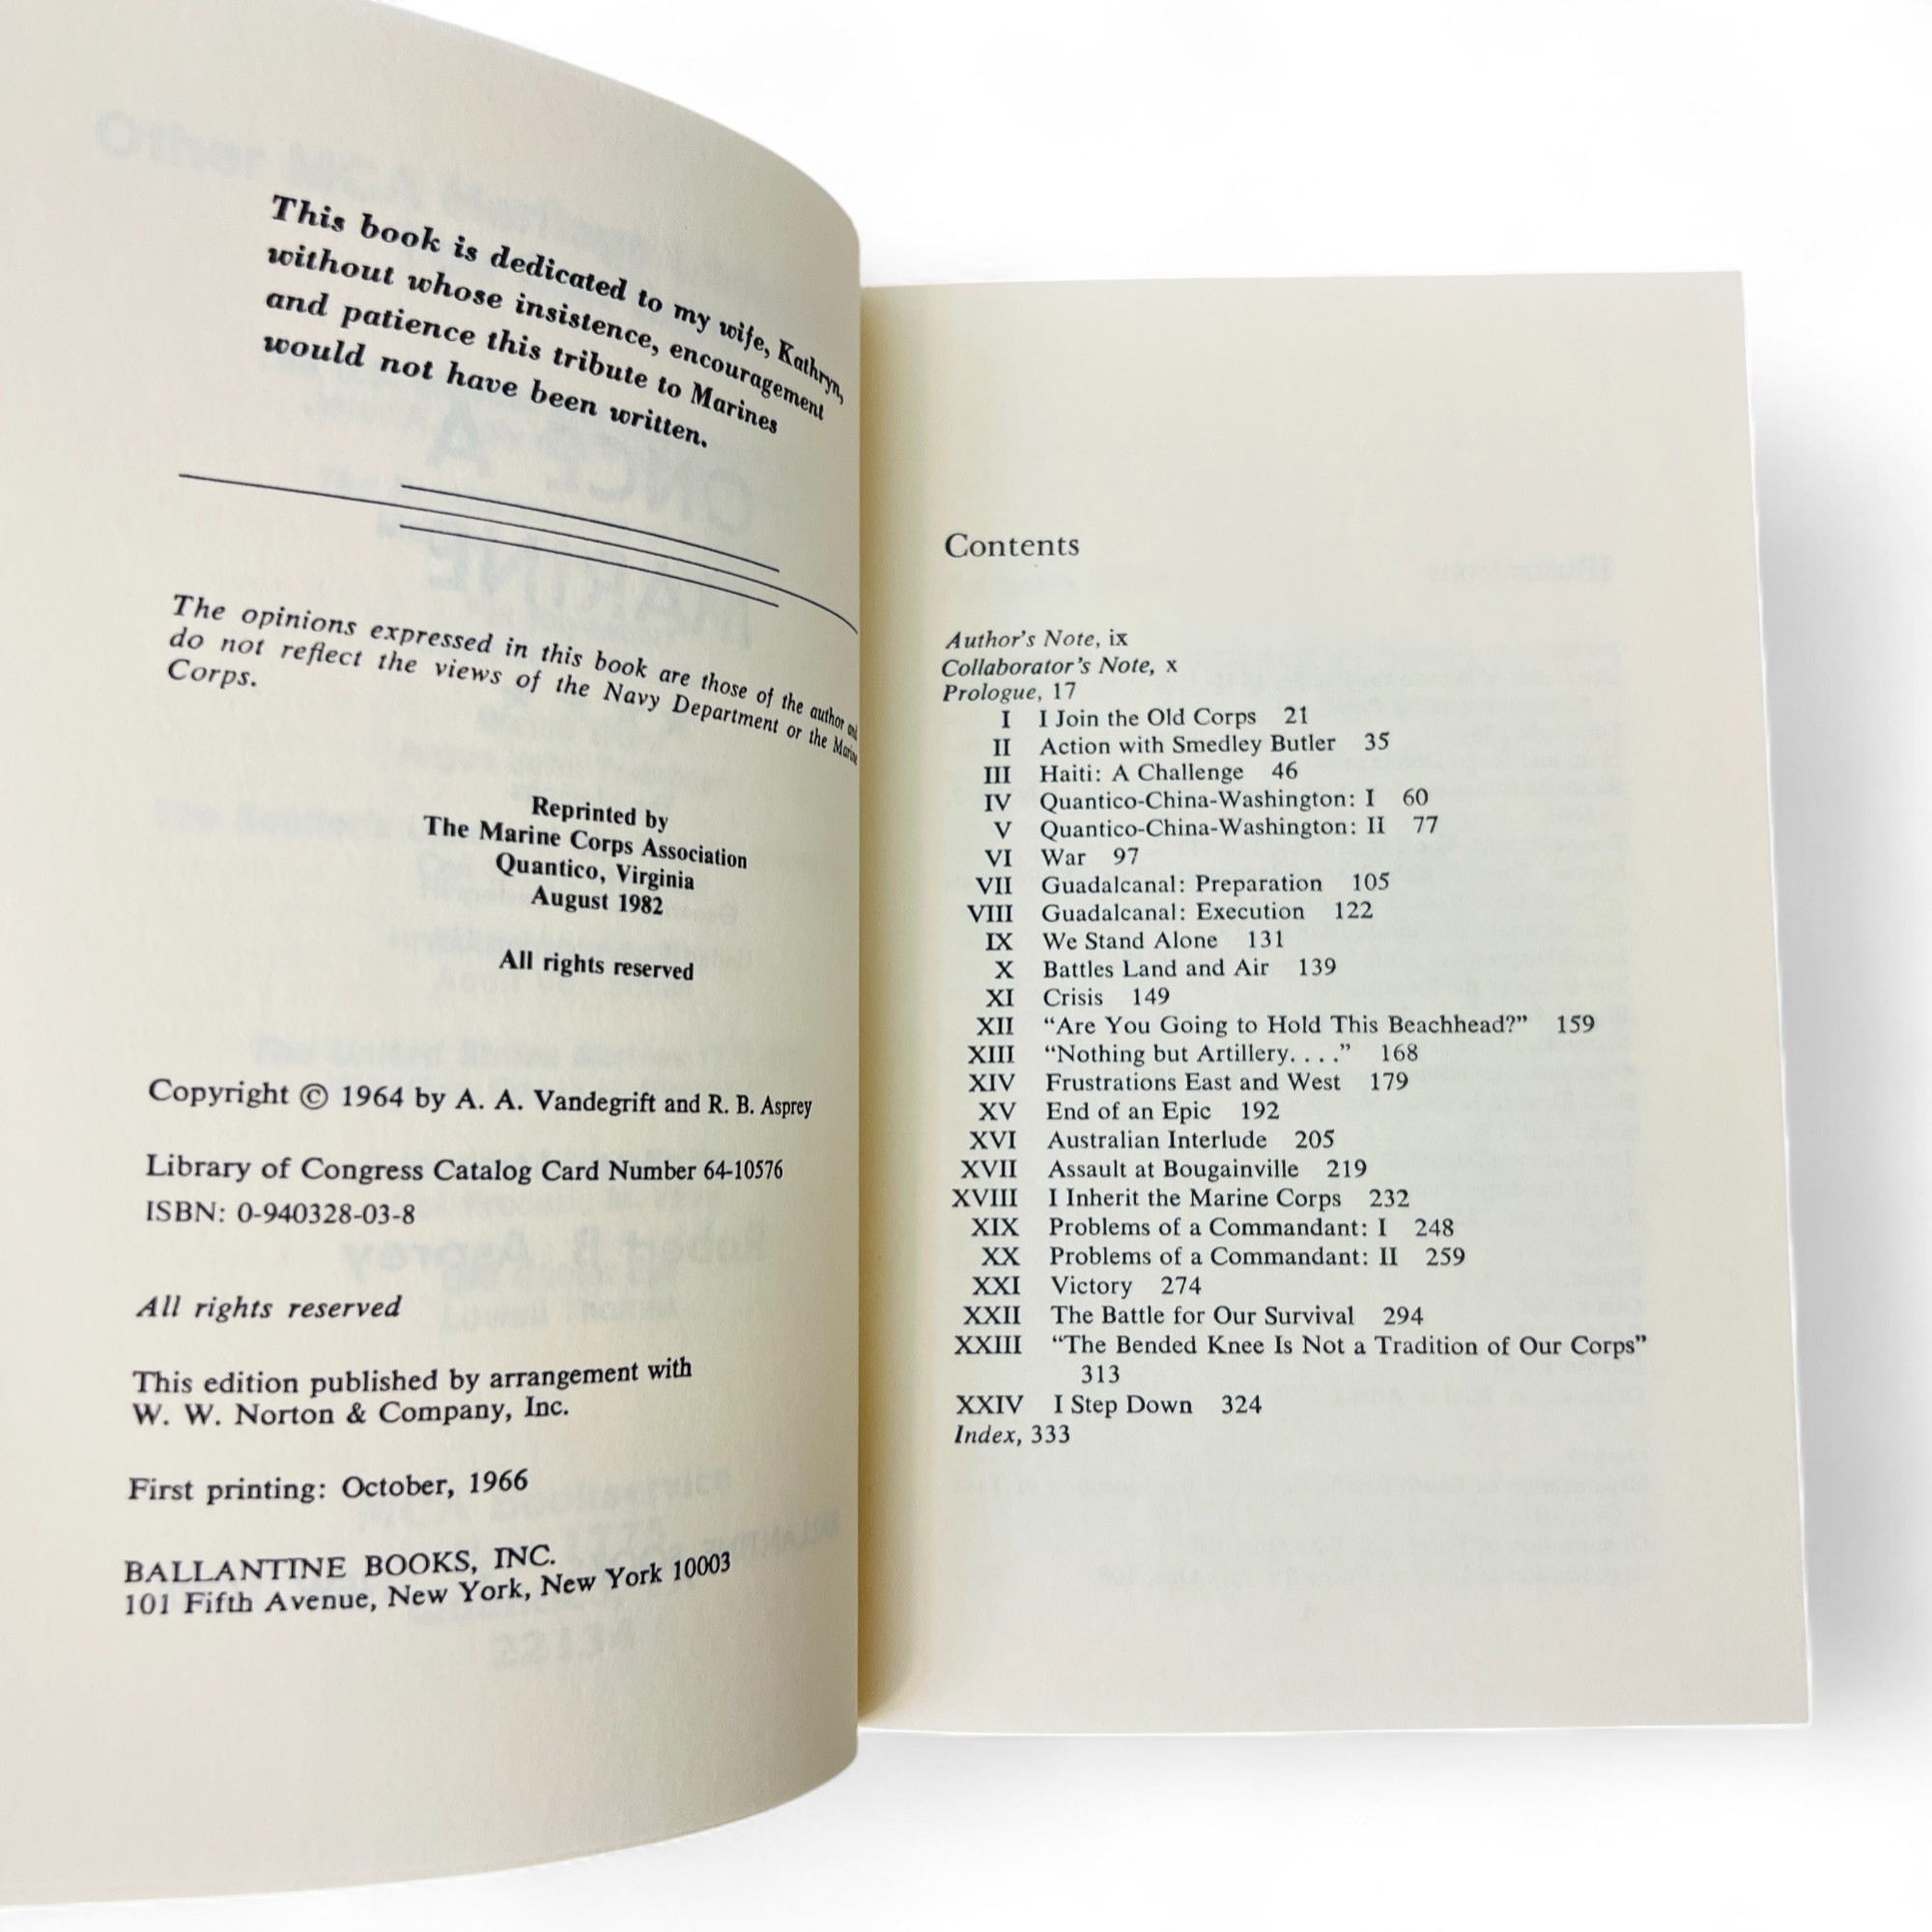 This book is dedicated to my wife, Kathryn,
without whose insistence, encouragement
and patience this tribute to Marines
would not have been written.
The opinions expressed in this book are those of the author and
do not reflect the views of the Navy Department or the Marine
Corps.
Reprinted by
The Marine Corps Association
Quantico, Virginia
August 1982
All rights reserved
Copyright © 1964 by A. A. Vandegrift and R. B. Asprey
Library of Congress Catalog Card Number 64-10576
ISBN: 0-940328-03-8
All rights reserved
This edition published by arrangement with
W. W. Norton & Company, Inc.
First printing: October, 1966
BALLANTINE BOOKS, INC.
101 Fifth Avenue, New York, New York 10003
Contents
Author's Note, ix
Collaborator's Note, x
Prologue, 17
I I Join the Old Corps 21
II Action with Smedley Butler 35
III Haiti: A Challenge 46
IV Quantico-China-Washington: I 60
V Quantico-China-Washington: II 77
VI War 97
VII Guadalcanal: Preparation 105
VIII Guadalcanal: Execution 122
IX We Stand Alone 131
X Battles Land and Air 139
XI Crisis 149
XII “Are You Going to Hold This Beachhead?” 159
XIII “Nothing but Artillery. . . .” 168
XIV Frustrations East and West 179
XV End of an Epic 192
XVI Australian Interlude 205
XVII Assault at Bougainville 219
XVIII I Inherit the Marine Corps 232
XIX Problems of a Commandant: I 248
XX Problems of a Commandant: II 259
XXI Victory 274
XXII The Battle for Our Survival 294
XXIII “The Bended Knee Is Not a Tradition of Our Corps”
313
XXIV I Step Down 324
Index, 333